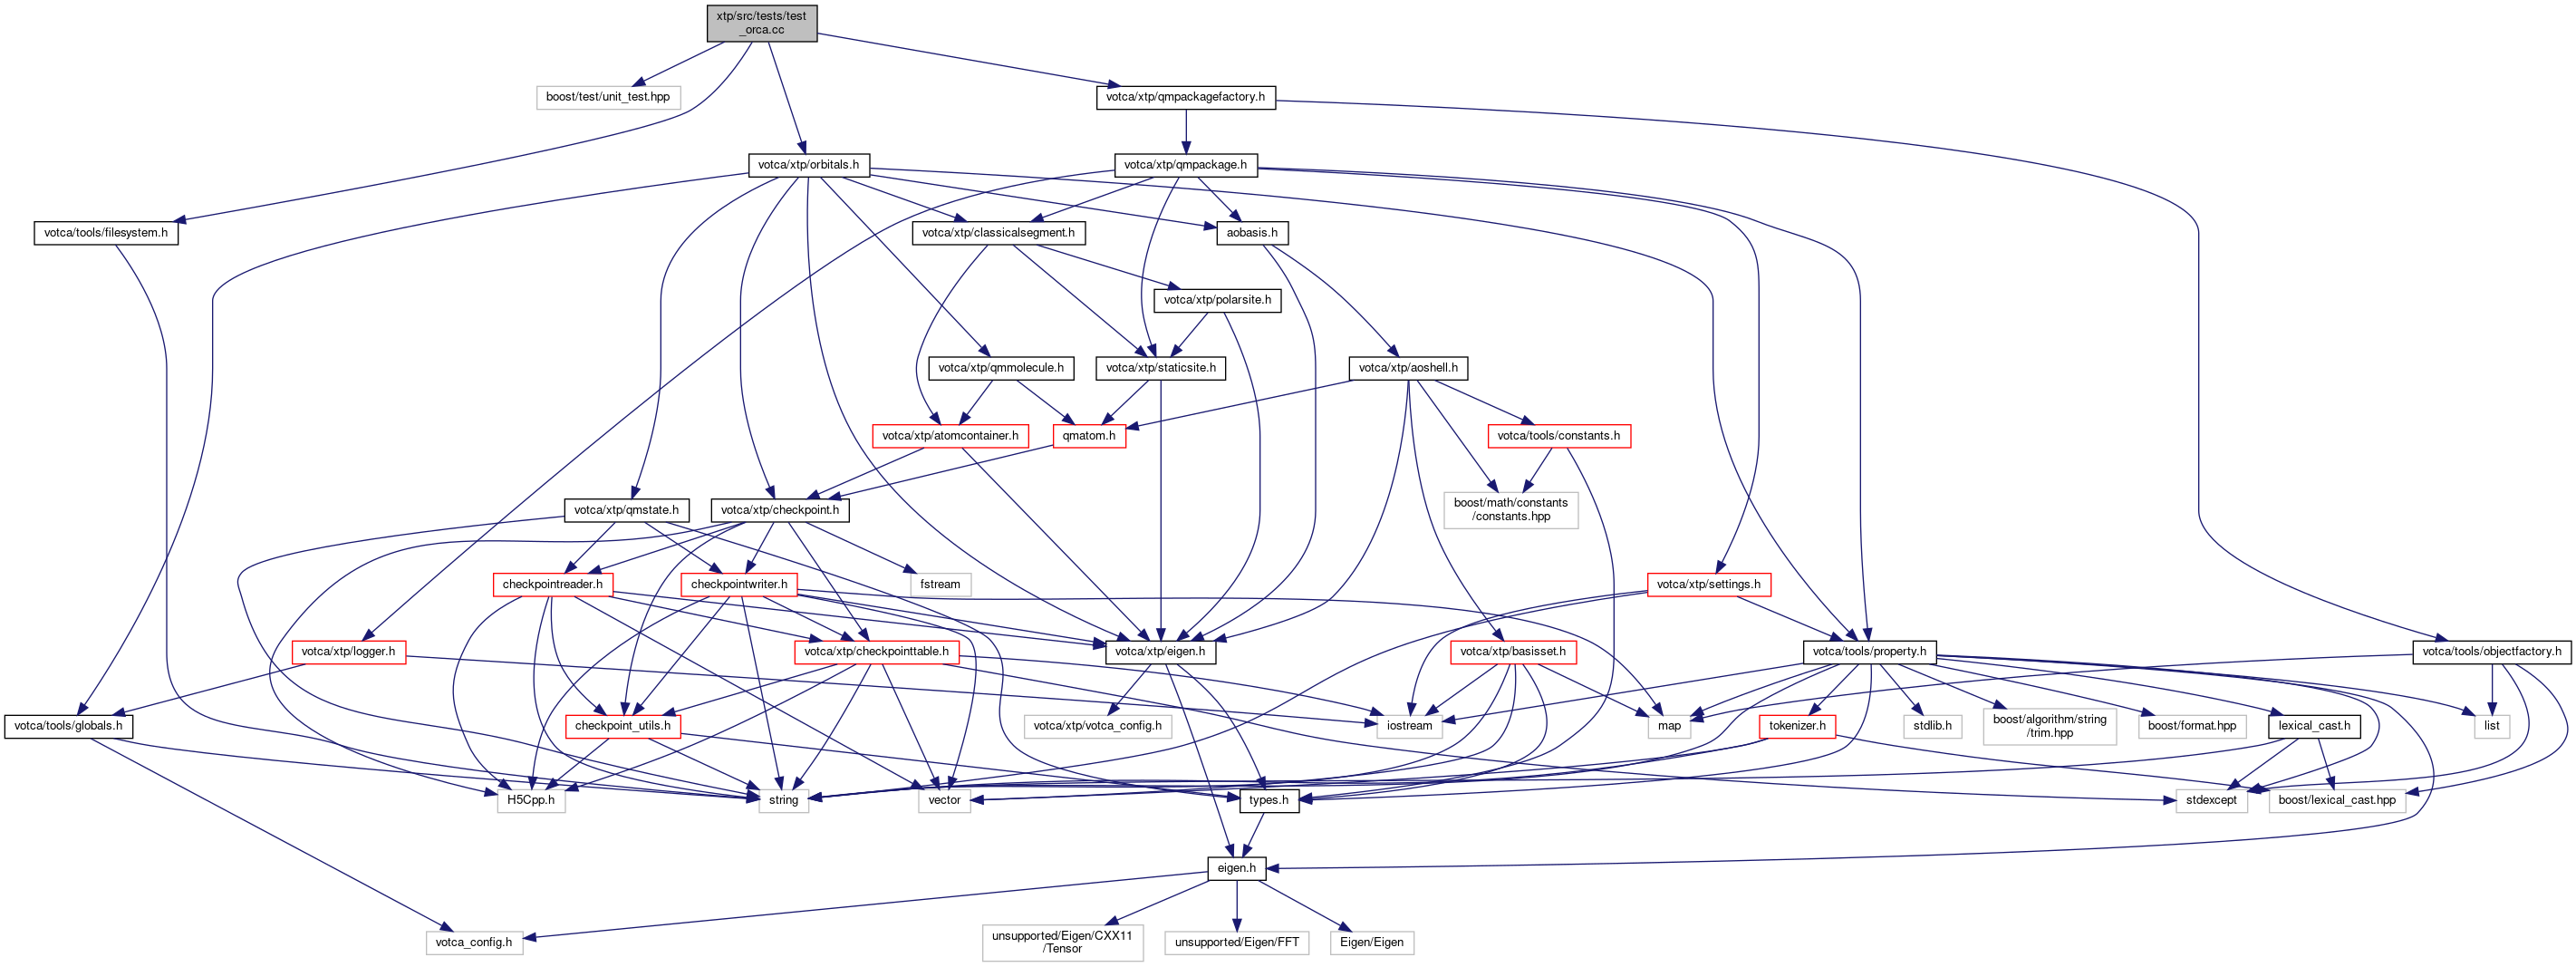 xtp/src/tests/test
_orca.cc
boost/test/unit_test.hpp
votca/xtp/qmpackagefactory.h
votca/xtp/orbitals.h
votca/xtp/qmpackage.h
votca/tools/filesystem.h
votca/xtp/classicalsegment.h
aobasis.h
votca/xtp/polarsite.h
votca/xtp/qmmolecule.h
votca/xtp/staticsite.h
votca/xtp/aoshell.h
votca/xtp/atomcontainer.h
qmatom.h
votca/tools/constants.h
votca/xtp/qmstate.h
votca/xtp/checkpoint.h
boost/math/constants
/constants.hpp
checkpointreader.h
checkpointwriter.h
fstream
votca/xtp/settings.h
votca/xtp/logger.h
votca/xtp/checkpointtable.h
votca/xtp/eigen.h
votca/xtp/basisset.h
votca/tools/property.h
votca/tools/objectfactory.h
votca/tools/globals.h
checkpoint_utils.h
votca/xtp/votca_config.h
iostream
map
tokenizer.h
stdlib.h
boost/algorithm/string
/trim.hpp
boost/format.hpp
lexical_cast.h
list
H5Cpp.h
string
vector
types.h
stdexcept
boost/lexical_cast.hpp
eigen.h
votca_config.h
unsupported/Eigen/CXX11
/Tensor
unsupported/Eigen/FFT
Eigen/Eigen